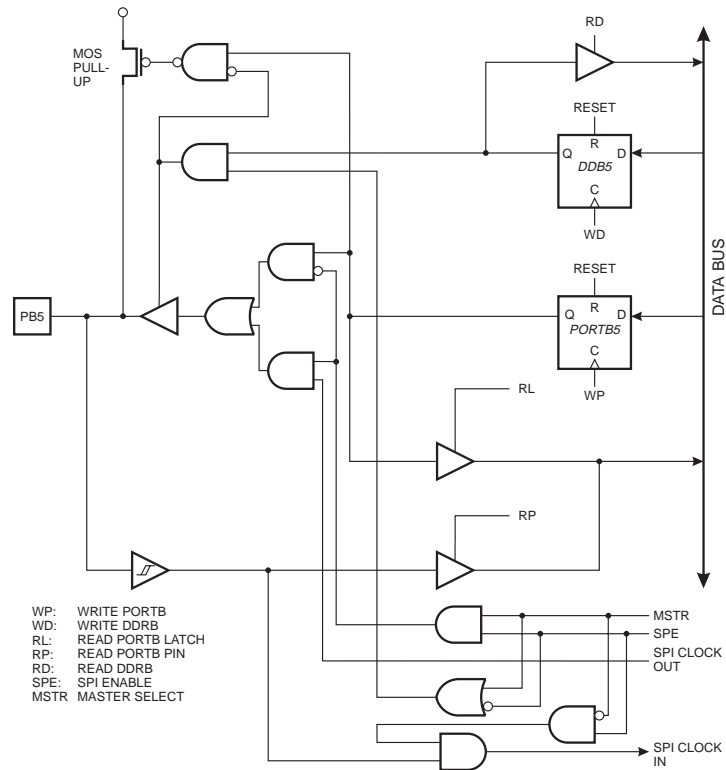 MOS
PULL-
UP
RD
RESET
R
Q
D
DDB5
C
WD
RESET
R
Q
D
PORTB5
C
WP
DATA BUS
PB5
RL
RP
WP: WRITE PORTB
WD: WRITE DDRB
RL: READ PORTB LATCH
RP: READ PORTB PIN
RD: READ DDRB
SPE: SPI ENABLE
MSTR MASTER SELECT
MSTR
SPE
SPI CLOCK
OUT
SPI CLOCK
IN